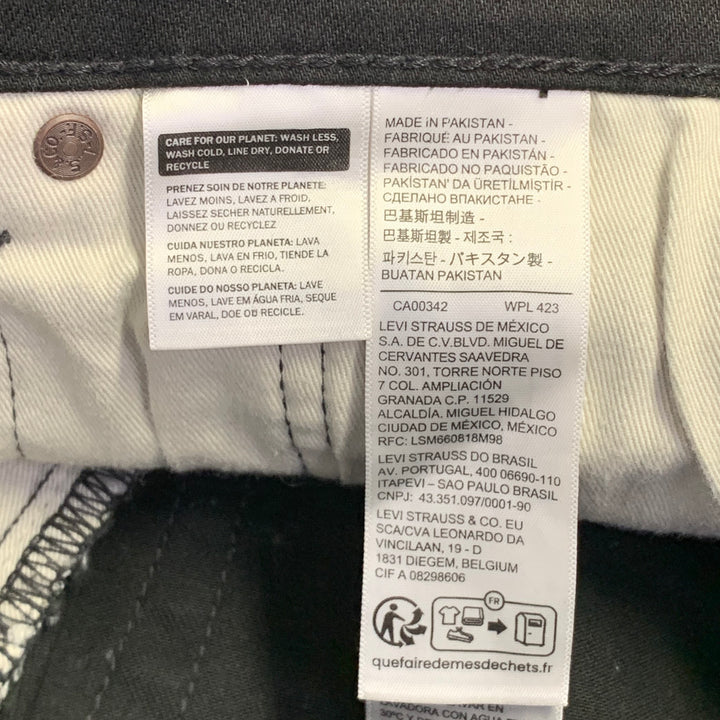 CARE FOR OUR PLANET: WASH LESS,
WASH COLD, LINE DRY, DONATE OR
RECYCLE
PRENEZ SOIN DE NOTRE PLANETE:
LAVEZ MOINS, LAVEZ A FROID,
LAISSEZ SECHER NATURELLEMENT,
DONNEZ OU RECYCLEZ
CUIDA NUESTRO PLANETA: LAVA
MENOS, LAVA EN FRIO, TIENDE LA
ROPA, DONA O RECICLA.
CUIDE DO NOSSO PLANETA: LAVE
MENOS, LAVE EM ÁGUA FRIA, SEQUE
EM VARAL, DOE OU RECICLE.
MADE IN PAKISTAN -
FABRIQUÉ AU PAKISTAN -
FABRICADO EN PAKISTÁN -
FABRICADO NO PAQUISTÃO -
PAKİSTAN' DA ÜRETİLMİŞTİR -
СДЕЛАНО ВПАКИСТАНЕ -
巴基斯坦制造 -
巴基斯坦製 - 제조국 :
파키스탄 - パキスタン製 -
BUATAN PAKISTAN
CA00342 WPL 423
LEVI STRAUSS DE MÉXICO
S.A. DE C.V.BLVD. MIGUEL DE
CERVANTES SAAVEDRA
NO. 301, TORRE NORTE PISO
7 COL. AMPLIACIÓN
GRANADA C.P. 11529
ALCALDÍA. MIGUEL HIDALGO
CIUDAD DE MÉXICO, MÉXICO
RFC: LSM660818M98
LEVI STRAUSS DO BRASIL
AV. PORTUGAL, 400 06690-110
ITAPEVI – SAO PAULO BRASIL
CNPJ: 43.351.097/0001-90
LEVI STRAUSS & CO. EU
SCA/CVA LEONARDO DA
VINCILAAN, 19 - D
1831 DIEGEM, BELGIUM
CIF A 08298606
FR
quefairedemesdechets.fr
LAVADORA CON AGUA